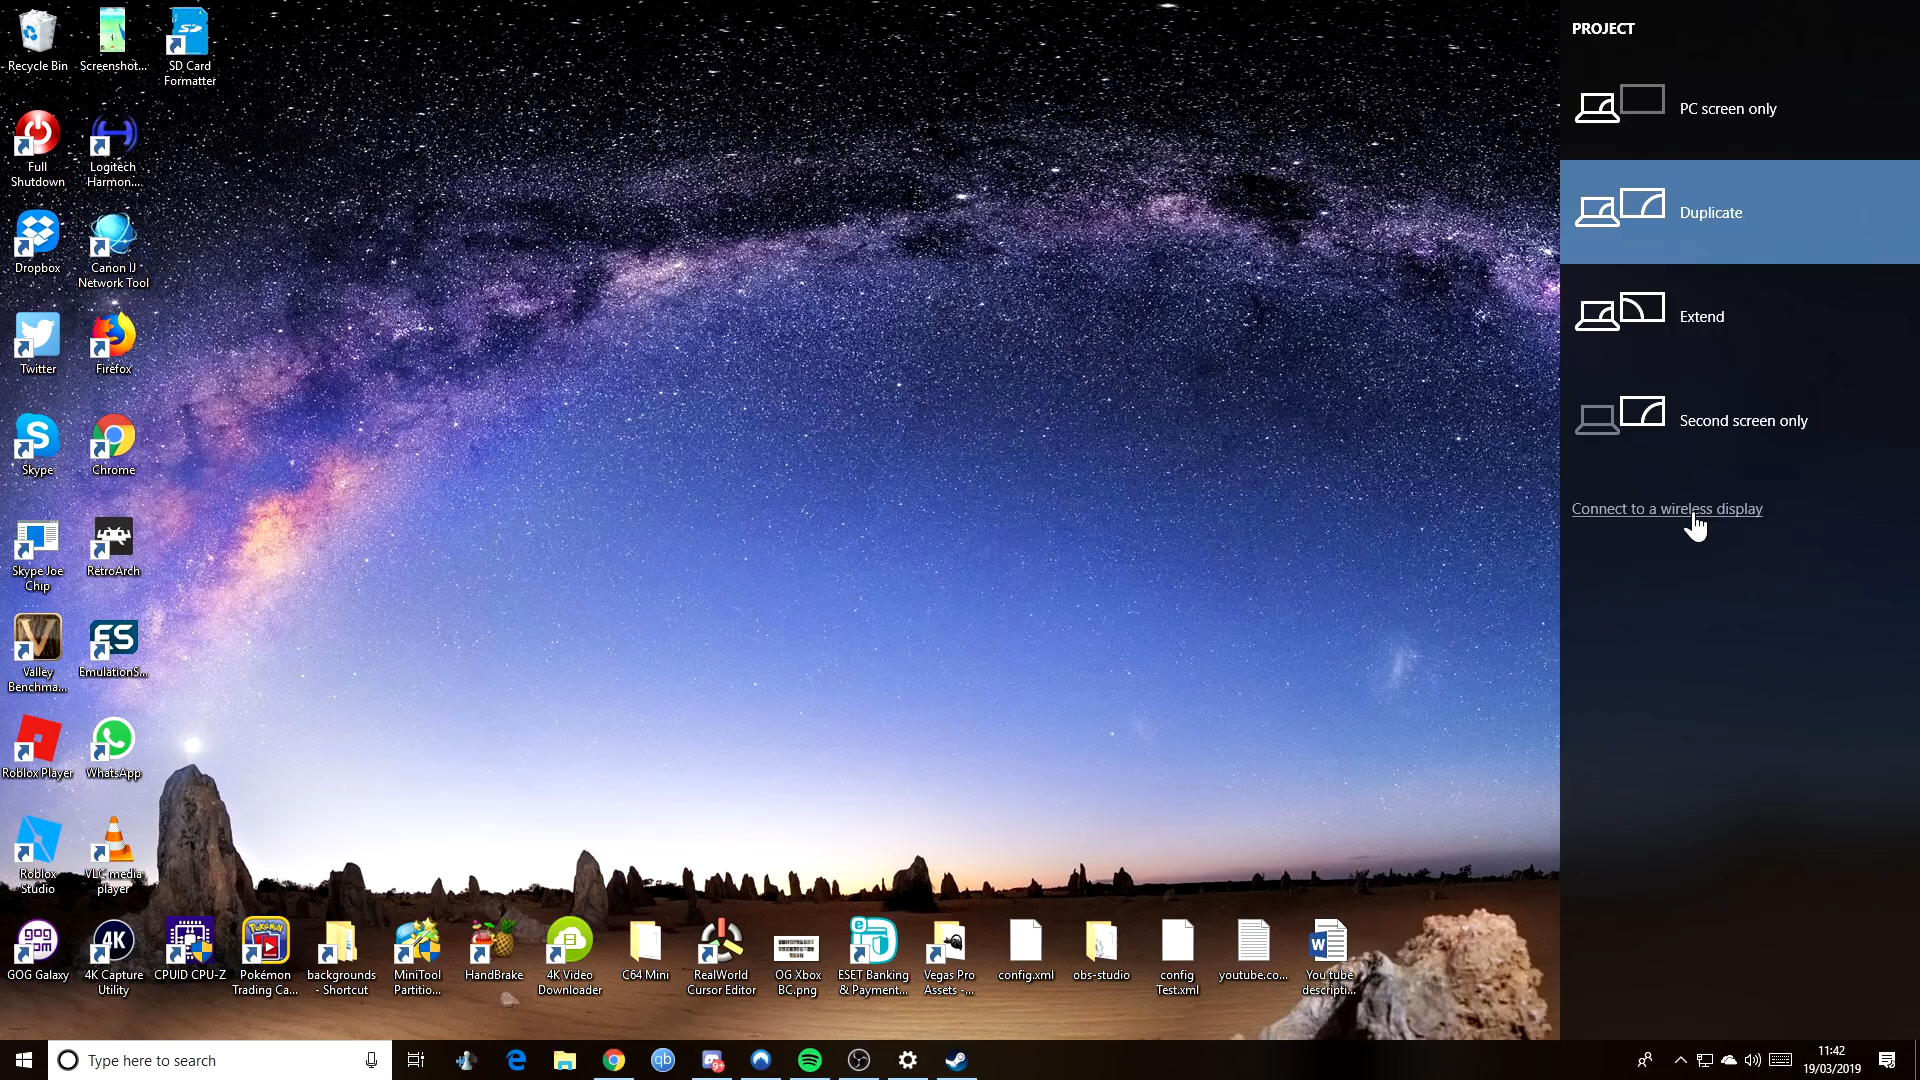 Recycle Bin
Screenshot...
SD Card
Formatter
Full
Shutdown
Logitech
Harmon...
Dropbox
Canon IJ
Network Tool
Twitter
Firefox
Skype
Chrome
Skype Joe
Chip
RetroArch
Valley
Benchma...
EmulationS...
Roblox Player
WhatsApp
Roblox
Studio
VLC media
player
GOG Galaxy
4K Capture
Utility
CPUID CPU-Z
Pokémon
Trading Ca...
backgrounds
- Shortcut
MiniTool
Partitio...
HandBrake
4K Video
Downloader
C64 Mini
RealWorld
Cursor Editor
OG Xbox
BC.png
ESET Banking
& Payment...
Vegas Pro
Assets -...
config.xml
obs-studio
config
Test.xml
youtube.co...
You tube
descripti...
PROJECT
PC screen only
Duplicate
Extend
Second screen only
Connect to a wireless display
Type here to search
11:42
19/03/2019